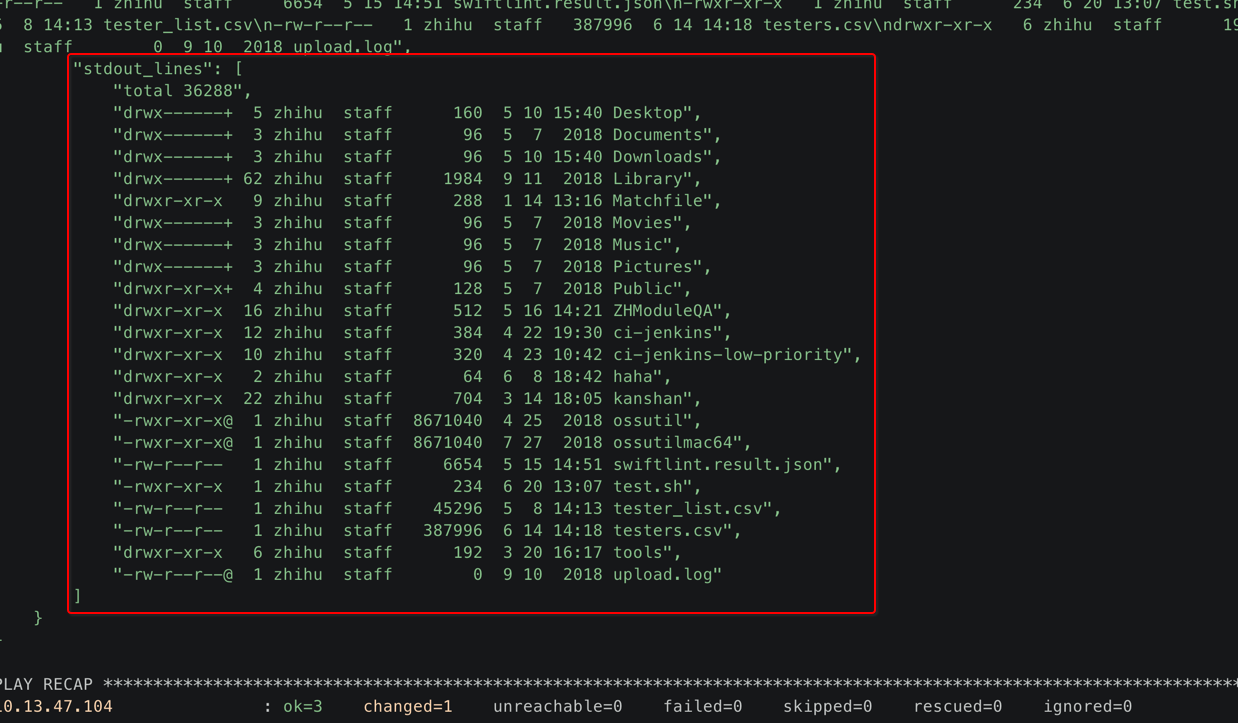 -r--r--   1 zhihu  staff     6654  5 15 14:51 swiftlint.result.json\n-rwxr-xr-x   1 zhihu  staff      234  6 20 13:07 test.sh
8 14:13 tester_list.csv\n-rw-r--r--   1 zhihu  staff   387996  6 14 14:18 testers.csv\ndrwxr-xr-x   6 zhihu  staff      19
staff        0  9 10  2018 upload.log",
"stdout_lines": [
"total 36288",
"drwx------+  5 zhihu  staff      160  5 10 15:40 Desktop",
"drwx------+  3 zhihu  staff       96  5  7  2018 Documents",
"drwx------+  3 zhihu  staff       96  5 10 15:40 Downloads",
"drwx------+ 62 zhihu  staff     1984  9 11  2018 Library",
"drwxr-xr-x   9 zhihu  staff      288  1 14 13:16 Matchfile",
"drwx------+  3 zhihu  staff       96  5  7  2018 Movies",
"drwx------+  3 zhihu  staff       96  5  7  2018 Music",
"drwx------+  3 zhihu  staff       96  5  7  2018 Pictures",
"drwxr-xr-x+  4 zhihu  staff      128  5  7  2018 Public",
"drwxr-xr-x  16 zhihu  staff      512  5 16 14:21 ZHModuleQA",
"drwxr-xr-x  12 zhihu  staff      384  4 22 19:30 ci-jenkins",
"drwxr-xr-x  10 zhihu  staff      320  4 23 10:42 ci-jenkins-low-priority",
"drwxr-xr-x   2 zhihu  staff       64  6  8 18:42 haha",
"drwxr-xr-x  22 zhihu  staff      704  3 14 18:05 kanshan",
"-rwxr-xr-x@  1 zhihu  staff  8671040  4 25  2018 ossutil",
"-rwxr-xr-x@  1 zhihu  staff  8671040  7 27  2018 ossutilmac64",
"-rw-r--r--   1 zhihu  staff     6654  5 15 14:51 swiftlint.result.json",
"-rwxr-xr-x   1 zhihu  staff      234  6 20 13:07 test.sh",
"-rw-r--r--   1 zhihu  staff    45296  5  8 14:13 tester_list.csv",
"-rw-r--r--   1 zhihu  staff   387996  6 14 14:18 testers.csv",
"drwxr-xr-x   6 zhihu  staff      192  3 20 16:17 tools",
"-rw-r--r--@  1 zhihu  staff        0  9 10  2018 upload.log"
]
}
PLAY RECAP ******************************************************************************************************************
0.13.47.104               : ok=3    changed=1    unreachable=0    failed=0    skipped=0    rescued=0    ignored=0